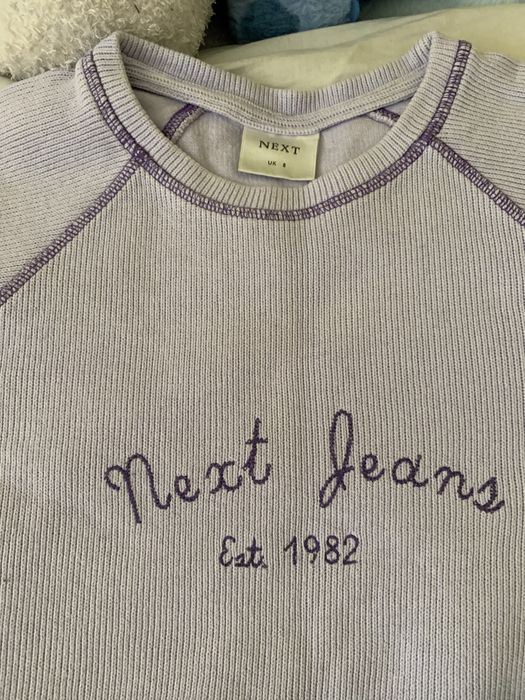 NEXT
UK 8
Next Jeans
Est. 1982